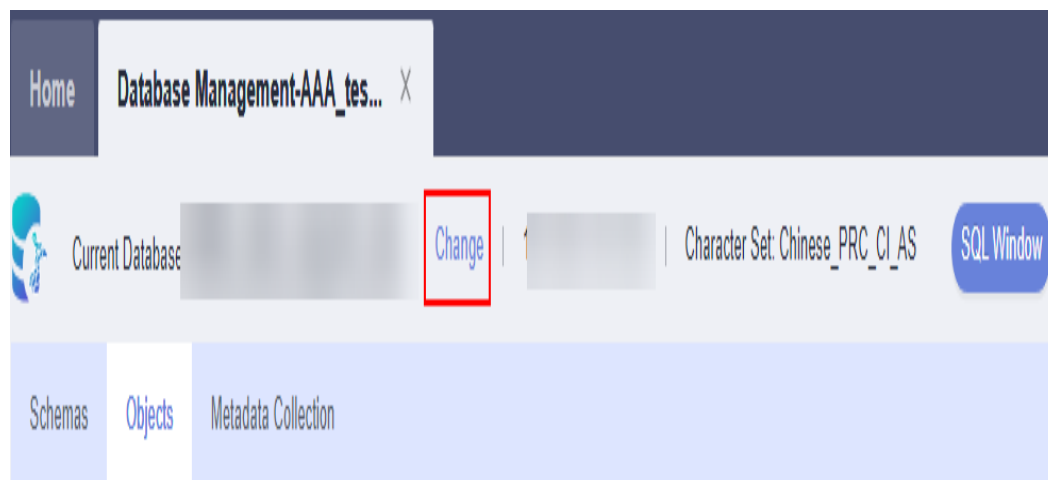 Home Database Management-AAA_tes... X
Current Database Change | | Character Set: Chinese_PRC_CI_AS SQL Window
Schemas Objects Metadata Collection